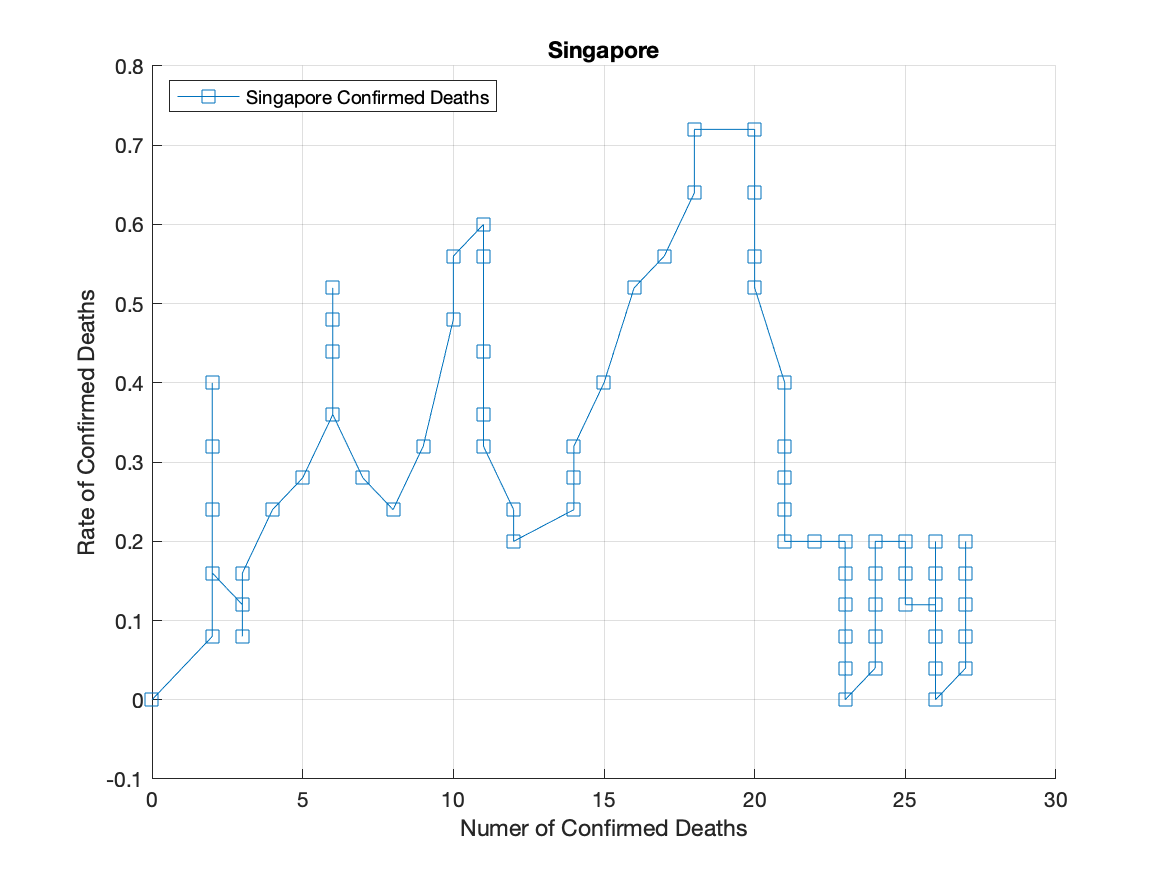 Singapore
Singapore Confirmed Deaths
Rate of Confirmed Deaths
0.8
0.7
0.6
0.5
0.4
0.3
0.2
0.1
0
-0.1
0 5 10 15 20 25 30
Numer of Confirmed Deaths